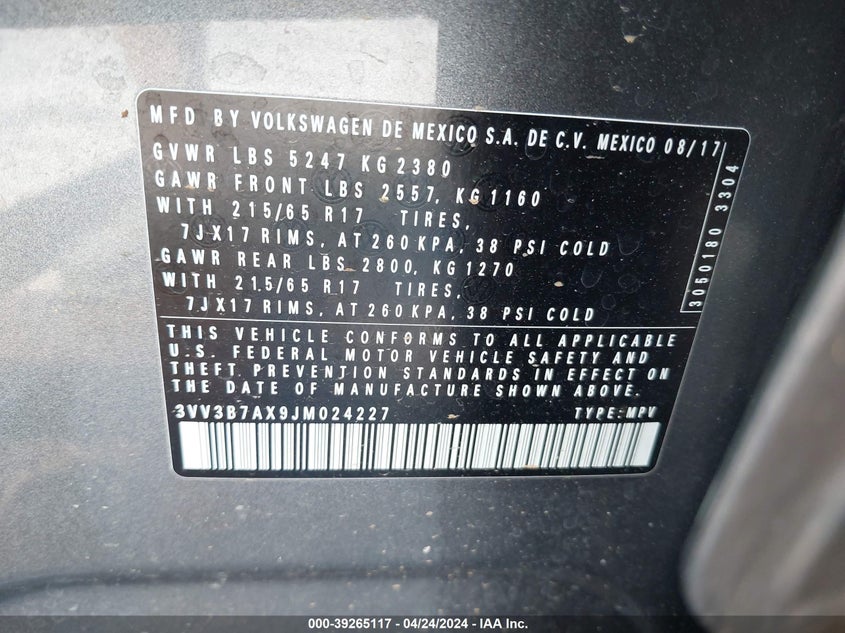 MFD BY VOLKSWAGEN DE MEXICO S.A. DE C.V. MEXICO 08/17
GVWR LBS 5247 KG 2380
GAWR FRONT LBS 2557, KG 1160
WITH 215/65 R17 TIRES,
7JX17 RIMS, AT 260 KPA, 38 PSI COLD
GAWR REAR LBS 2800, KG 1270
WITH 215/65 R17 TIRES,
7JX17 RIMS, AT 260 KPA, 38 PSI COLD
3050180 3304
THIS VEHICLE CONFORMS TO ALL APPLICABLE
U.S. FEDERAL MOTOR VEHICLE SAFETY AND
THEFT PREVENTION STANDARDS IN EFFECT ON
THE DATE OF MANUFACTURE SHOWN ABOVE.
3VV3B7AX9JM024227 TYPE: MPV
000-39265117 - 04/24/2024 - IAA Inc.